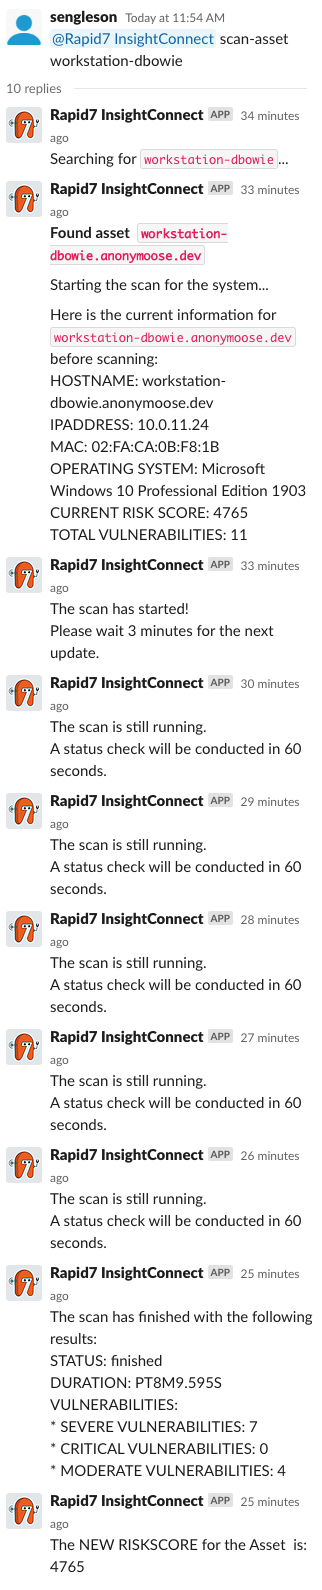 sengleson Today at 11:54 AM
@Rapid7 InsightConnect scan-asset
workstation-dbowie
10 replies
Rapid7 InsightConnect APP 34 minutes
ago
Searching for workstation-dbowie...
Rapid7 InsightConnect APP 33 minutes
ago
Found asset workstation-
dbowie.anonymoose.dev
Starting the scan for the system...
Here is the current information for
workstation-dbowie.anonymoose.dev
before scanning:
HOSTNAME: workstation-
dbowie.anonymoose.dev
IPADDRESS: 10.0.11.24
MAC: 02:FA:CA:0B:F8:1B
OPERATING SYSTEM: Microsoft
Windows 10 Professional Edition 1903
CURRENT RISK SCORE: 4765
TOTAL VULNERABILITIES: 11
Rapid7 InsightConnect APP 33 minutes
ago
The scan has started!
Please wait 3 minutes for the next
update.
Rapid7 InsightConnect APP 30 minutes
ago
The scan is still running.
A status check will be conducted in 60
seconds.
Rapid7 InsightConnect APP 29 minutes
ago
The scan is still running.
A status check will be conducted in 60
seconds.
Rapid7 InsightConnect APP 28 minutes
ago
The scan is still running.
A status check will be conducted in 60
seconds.
Rapid7 InsightConnect APP 27 minutes
ago
The scan is still running.
A status check will be conducted in 60
seconds.
Rapid7 InsightConnect APP 26 minutes
ago
The scan is still running.
A status check will be conducted in 60
seconds.
Rapid7 InsightConnect APP 25 minutes
ago
The scan has finished with the following
results:
STATUS: finished
DURATION: PT8M9.595S
VULNERABILITIES:
* SEVERE VULNERABILITIES: 7
* CRITICAL VULNERABILITIES: 0
* MODERATE VULNERABILITIES: 4
Rapid7 InsightConnect APP 25 minutes
ago
The NEW RISKSCORE for the Asset is:
4765